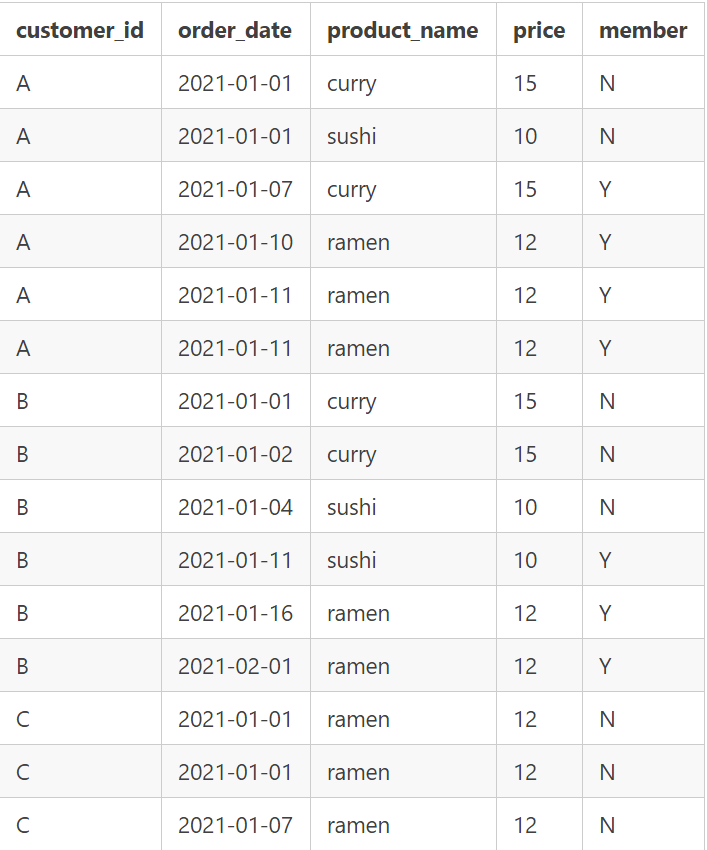 customer_id order_date product_name price member
A 2021-01-01 curry 15 N
A 2021-01-01 sushi 10 N
A 2021-01-07 curry 15 Y
A 2021-01-10 ramen 12 Y
A 2021-01-11 ramen 12 Y
A 2021-01-11 ramen 12 Y
B 2021-01-01 curry 15 N
B 2021-01-02 curry 15 N
B 2021-01-04 sushi 10 N
B 2021-01-11 sushi 10 Y
B 2021-01-16 ramen 12 Y
B 2021-02-01 ramen 12 Y
C 2021-01-01 ramen 12 N
C 2021-01-01 ramen 12 N
C 2021-01-07 ramen 12 N